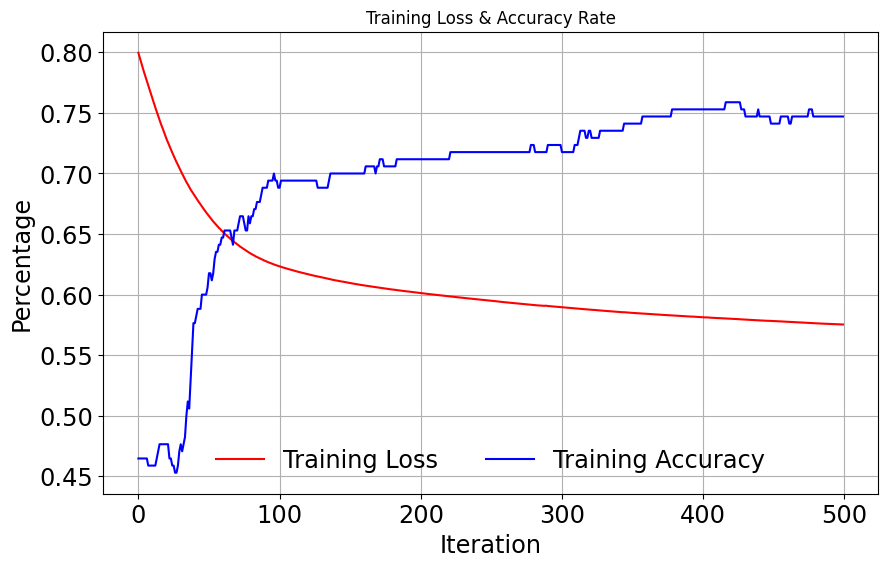 Training Loss & Accuracy Rate
0.80
0.75
0.70
0.65
0.60
0.55
0.50
0.45
Percentage
Training Loss
Training Accuracy
0
100
200
300
400
500
Iteration